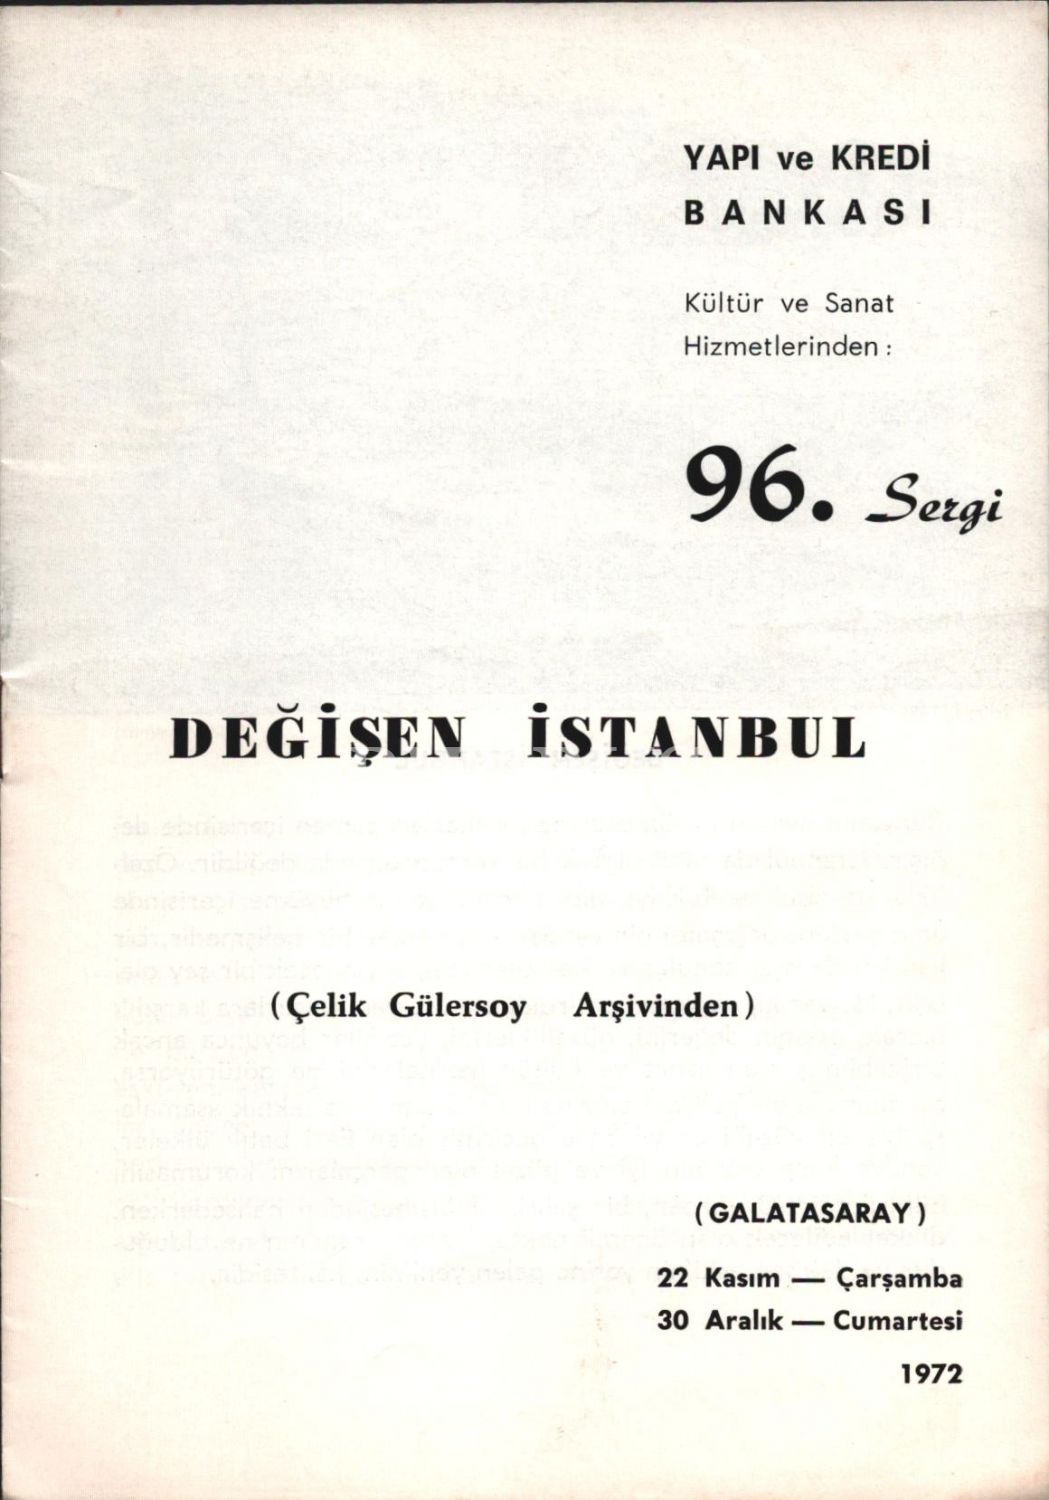 YAPI ve KREDİ
BANKASI
Kültür ve Sanat
Hizmetlerinden :
96. Sergi
DEĞİŞEN İSTANBUL
(Çelik Gülersoy Arşivinden)
(GALATASARAY)
22 Kasım — Çarşamba
30 Aralık — Cumartesi
1972